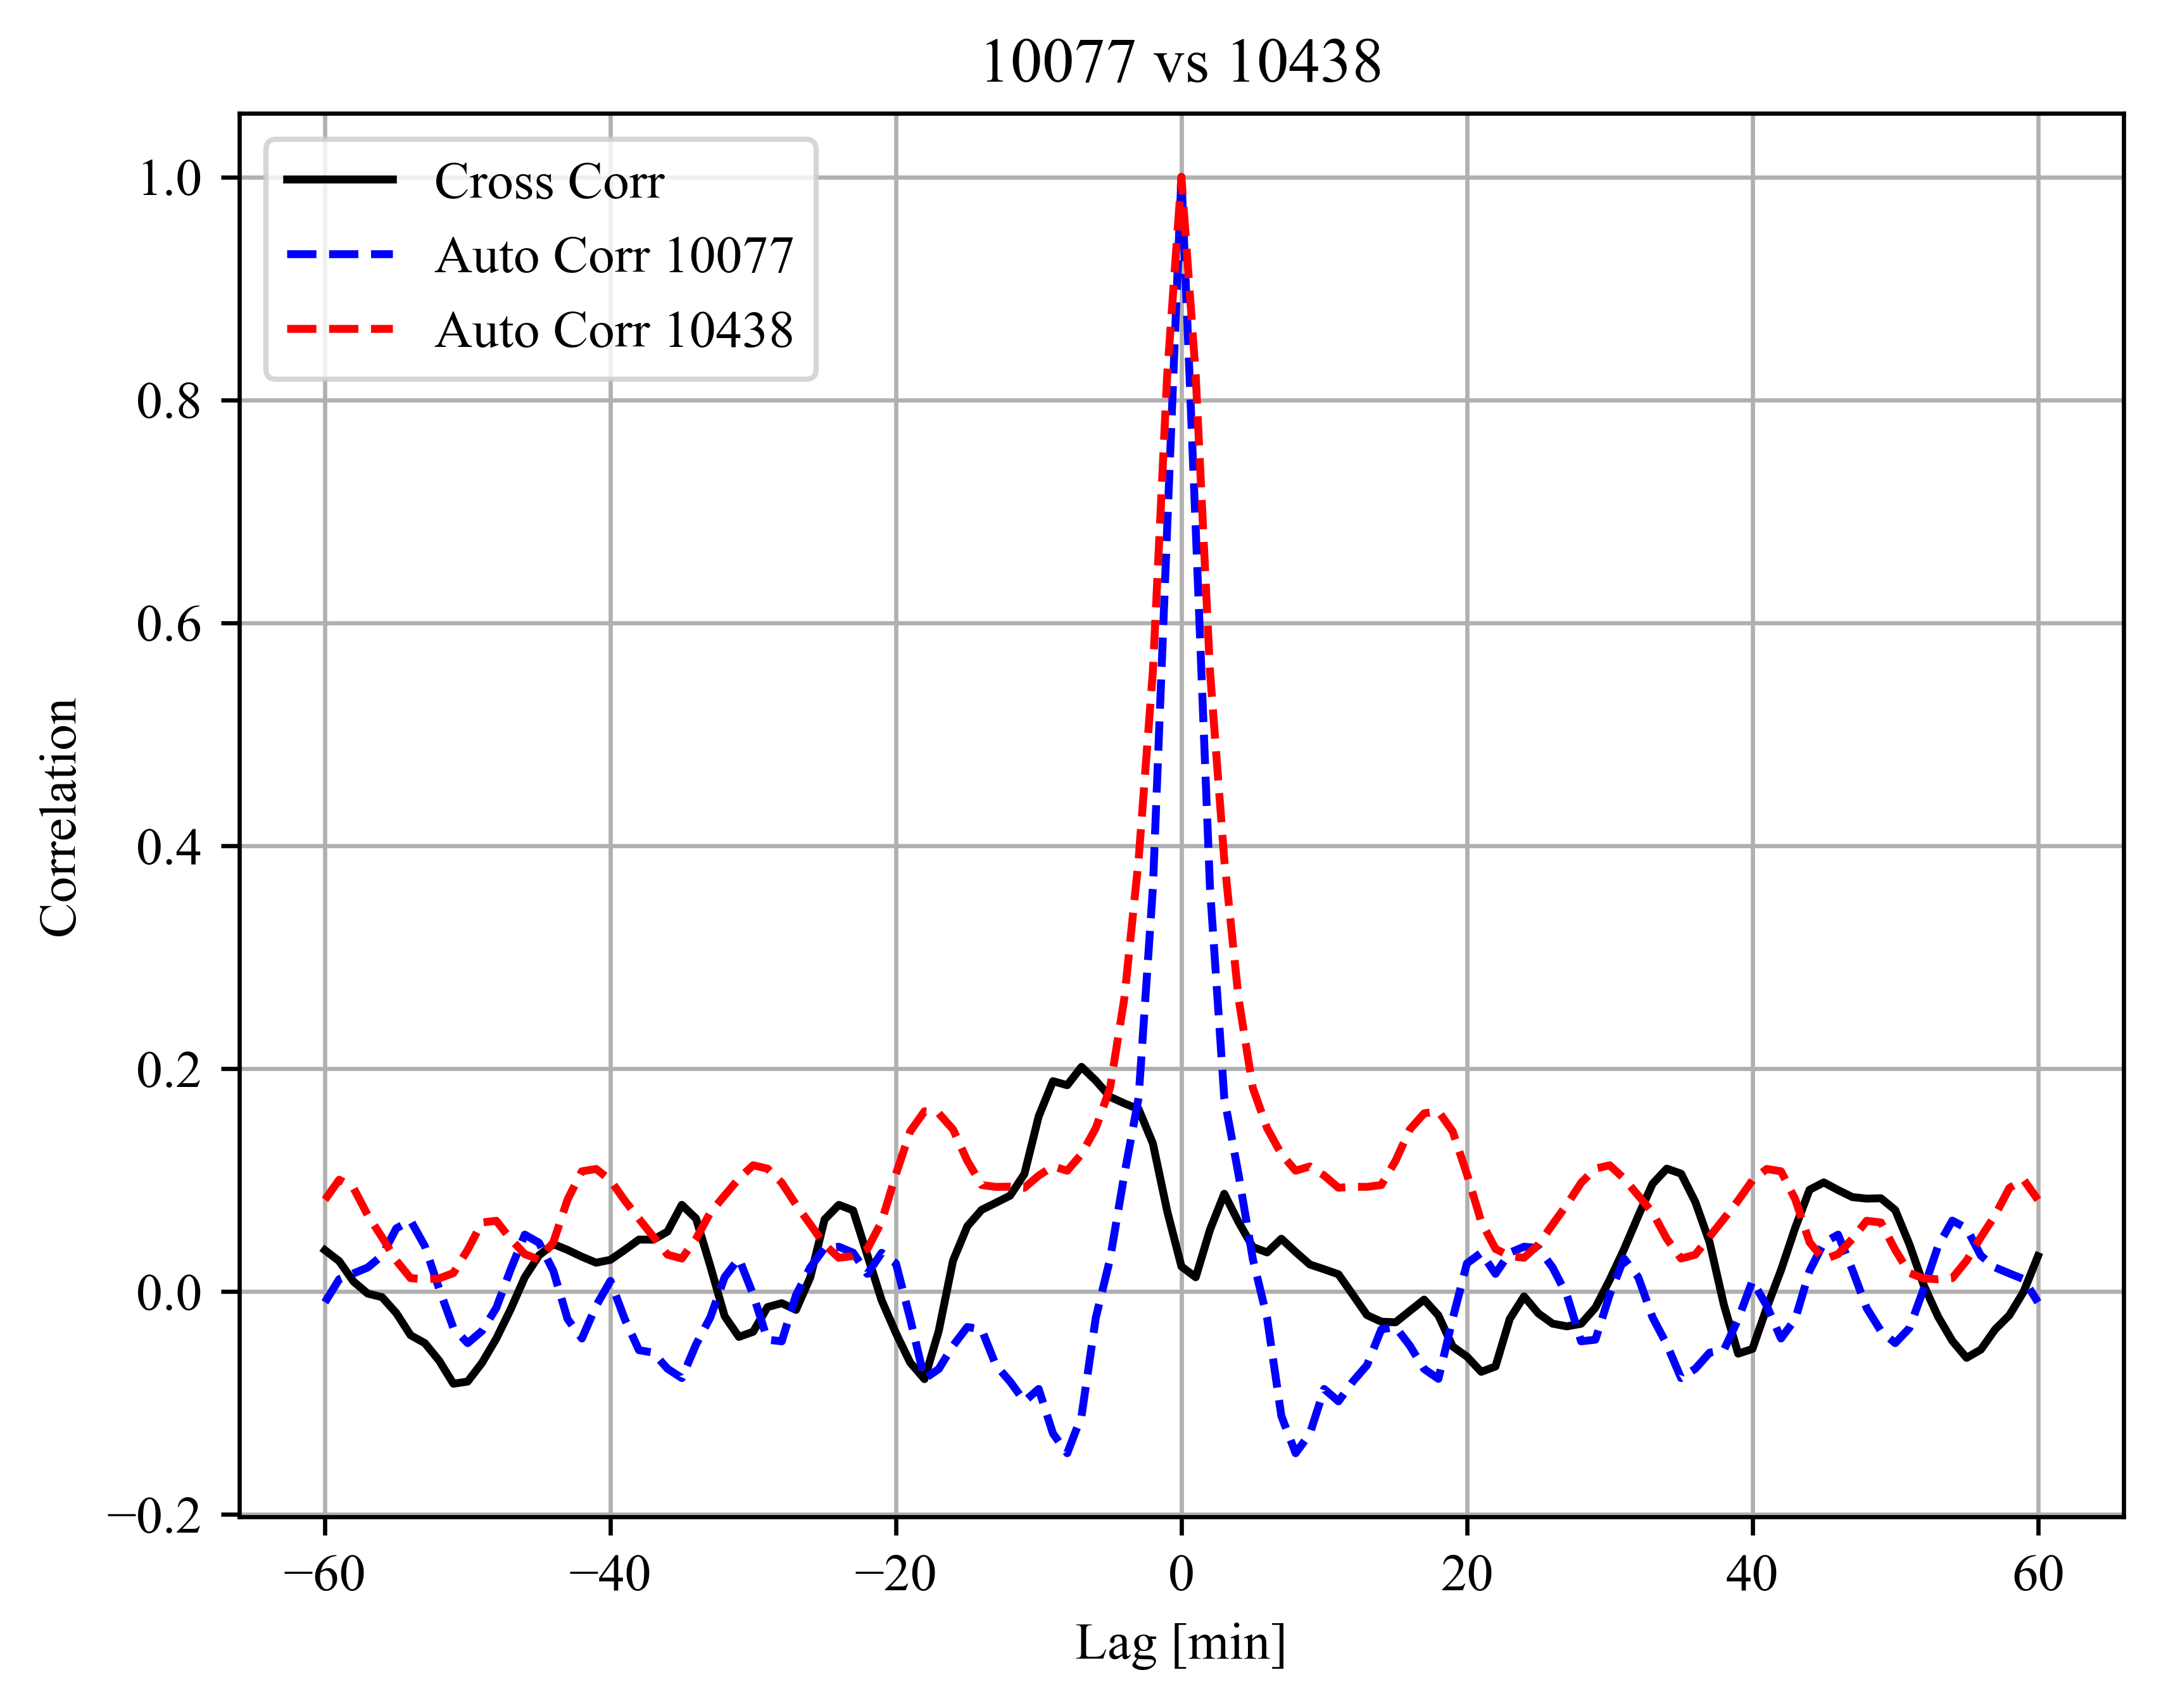 10077 vs 10438
Cross Corr
Auto Corr 10077
Auto Corr 10438
1.0
0.8
0.6
0.4
0.2
0.0
−0.2
Correlation
−60 −40 −20 0 20 40 60
Lag [min]